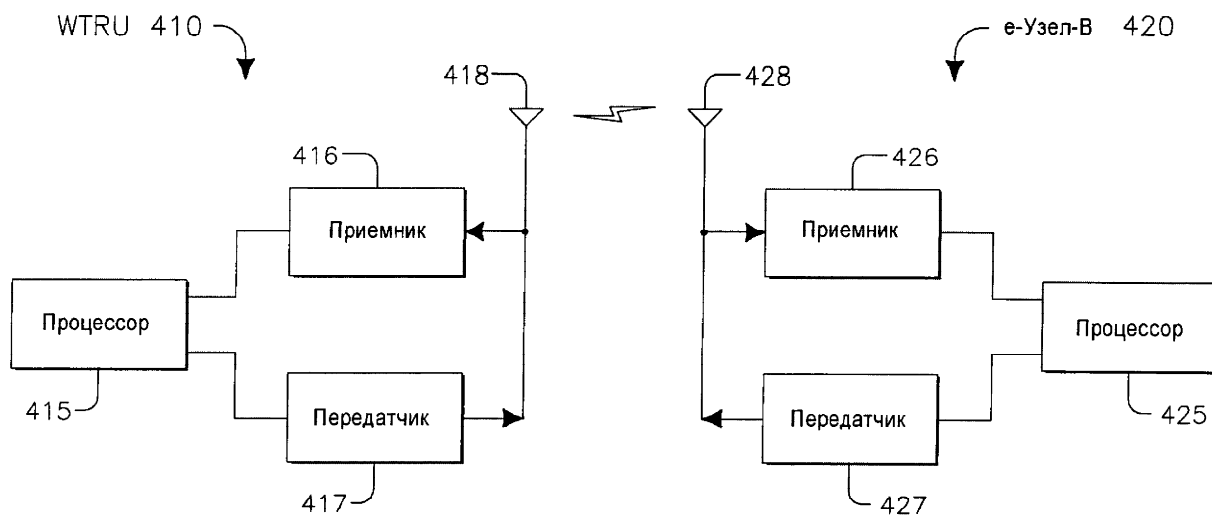 WTRU 410
е-Узел-В 420
418
428
416
426
Приемник
Приемник
Процессор
Процессор
415
Передатчик
Передатчик
425
417
427